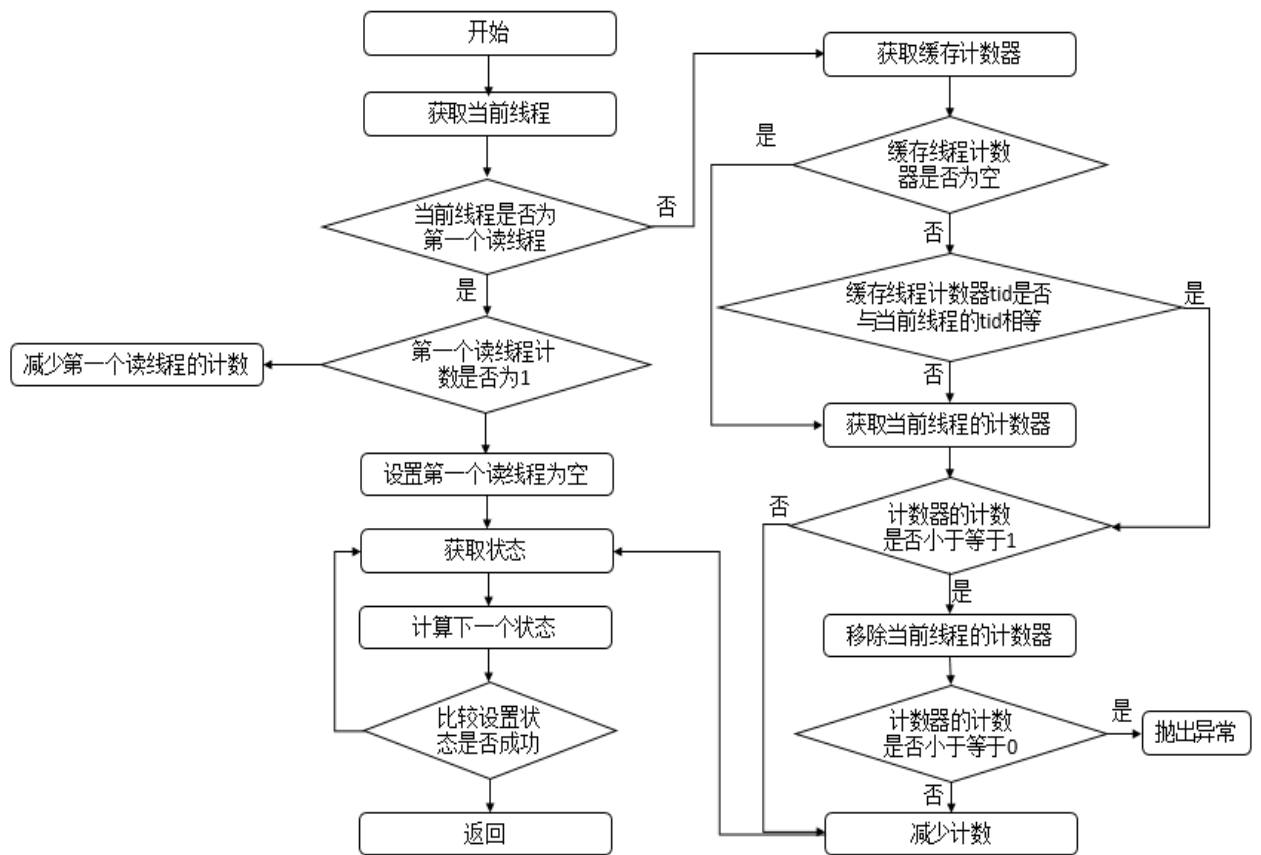 开始
获取当前线程
当前线程是否为
第一个读线程
否
是
第一个读线程计
数是否为1
减少第一个读线程的计数
设置第一个读线程为空
获取状态
计算下一个状态
比较设置状
态是否成功
返回
获取缓存计数器
缓存线程计数
器是否为空
是
否
缓存线程计数器tid是否
与当前线程的tid相等
是
否
获取当前线程的计数器
计数器的计数
是否小于等于1
否
是
移除当前线程的计数器
计数器的计数
是否小于等于0
是
抛出异常
否
减少计数